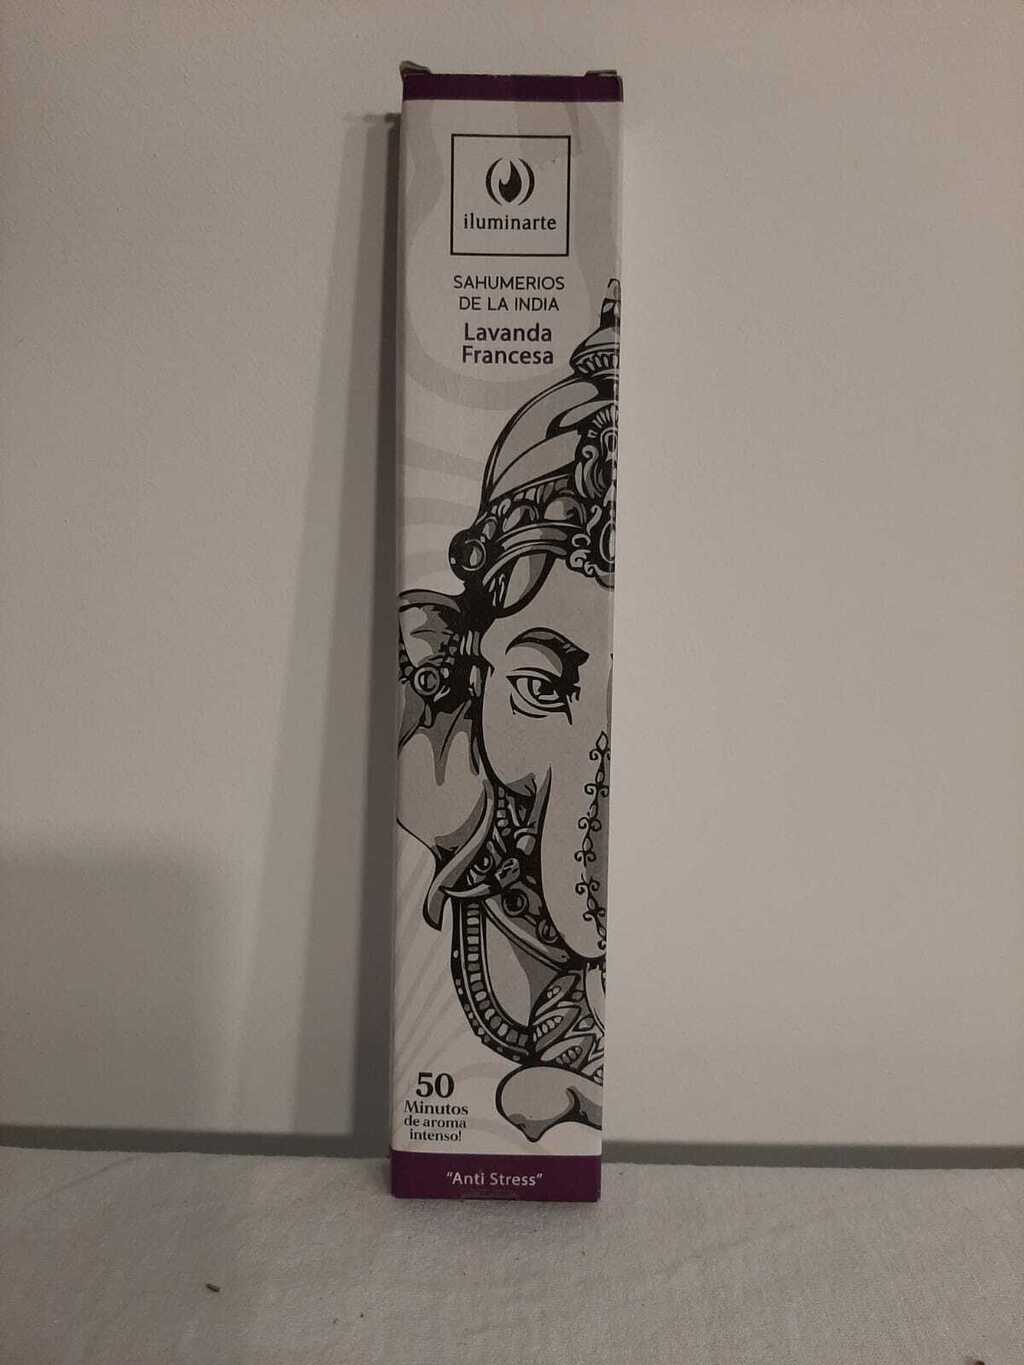 iluminarte
SAHUMERIOS
DE LA INDIA
Lavanda
Francesa
50
Minutos
de aroma
intenso!
"Anti Stress"